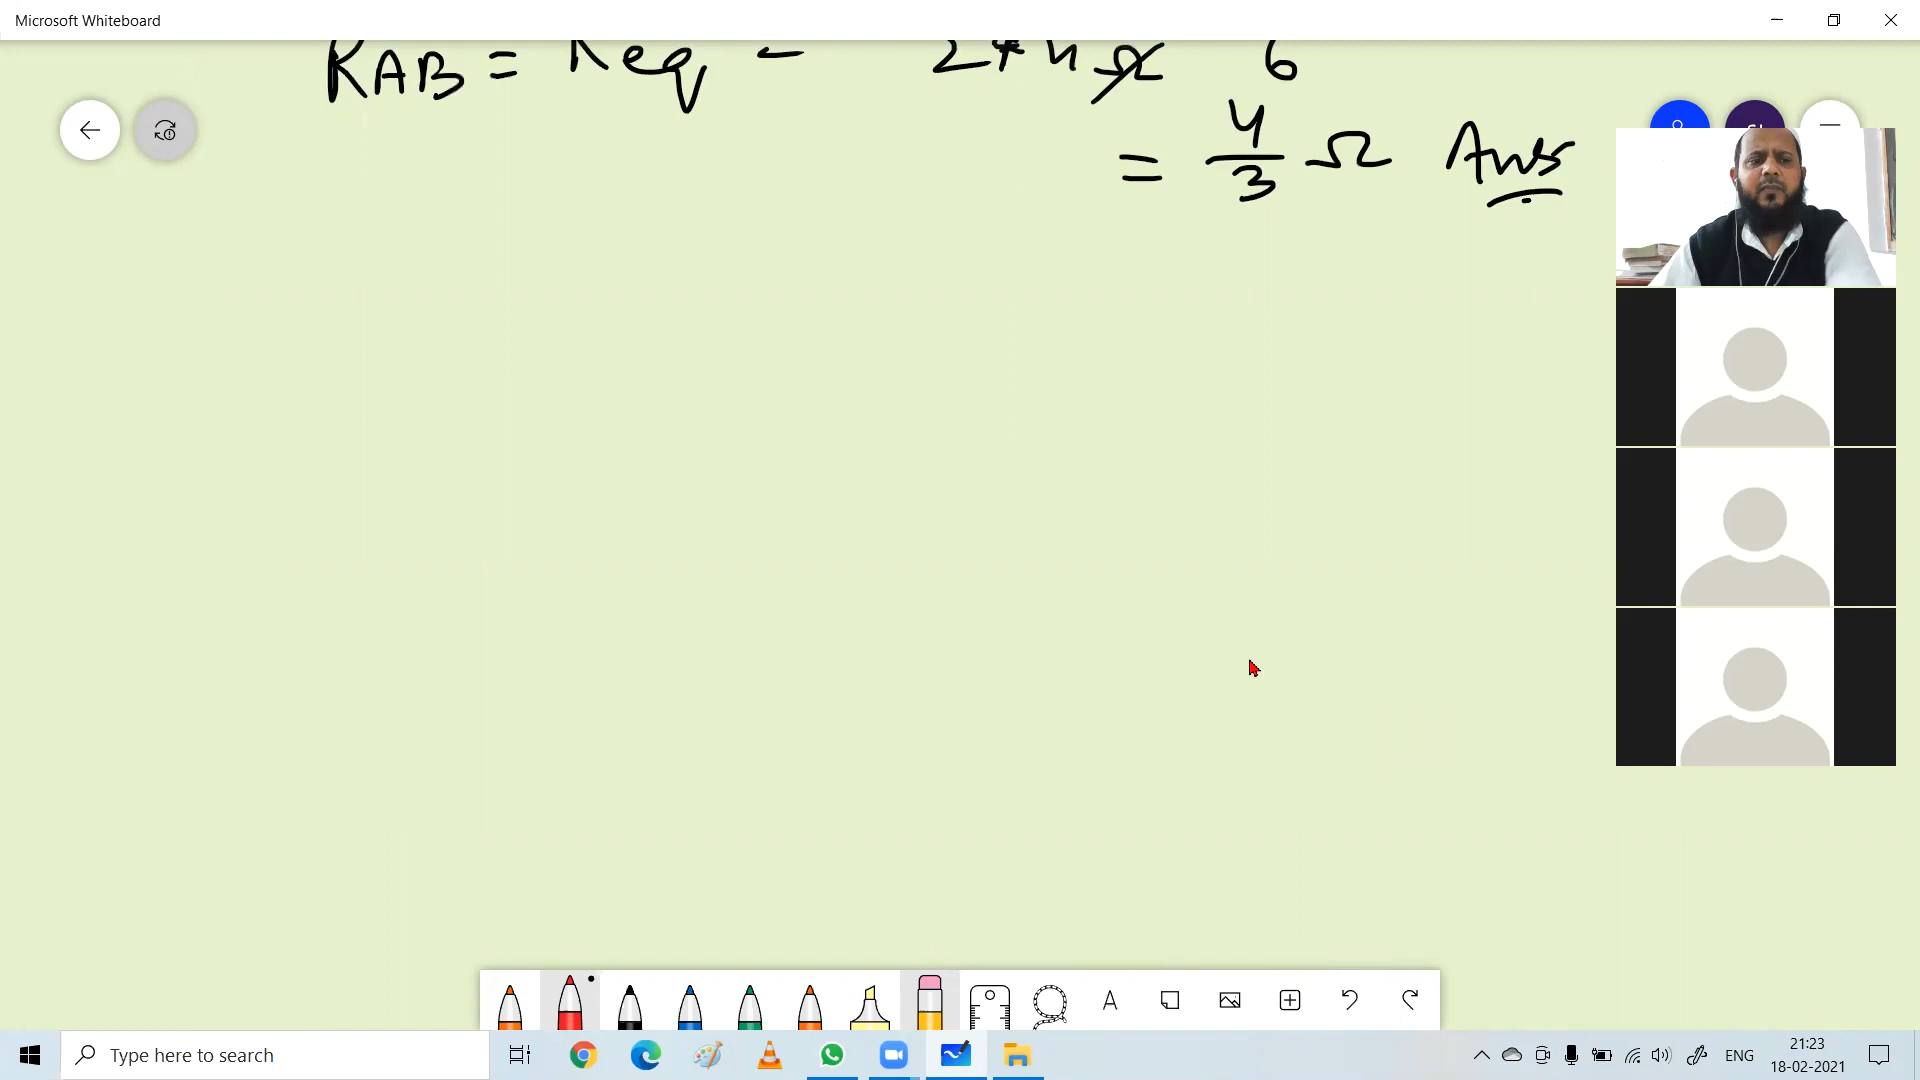 Microsoft Whiteboard
RAB = Req - 2+4 Ω 6
= 4/3 Ω Ans
A
Type here to search
ENG
21:23
18-02-2021